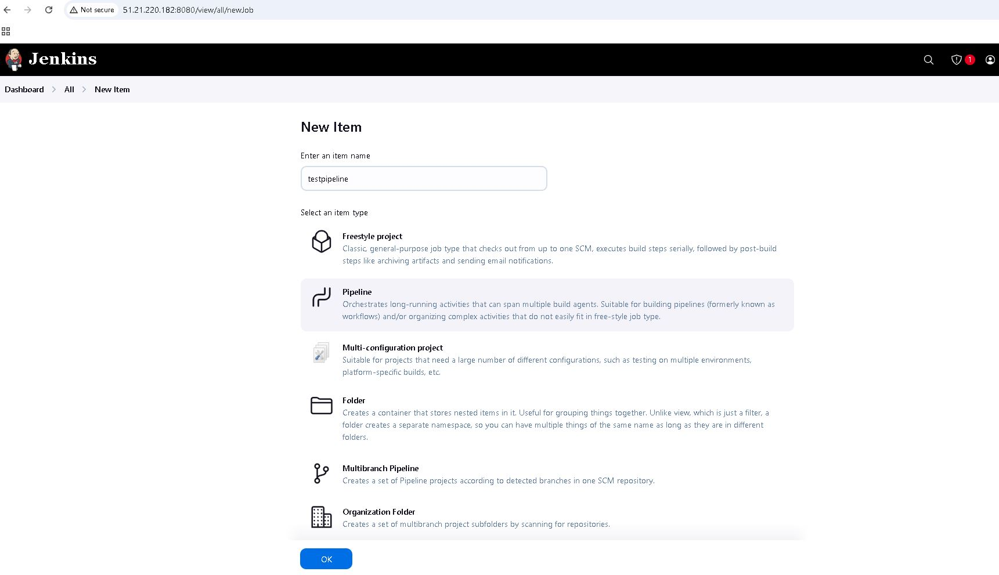 Not secure 51.21.220.182:8080/view/all/newJob
Jenkins
1
Dashboard All New Item
New Item
Enter an item name
testpipeline
Select an item type
Freestyle project
Classic, general-purpose job type that checks out from up to one SCM, executes build steps serially, followed by post-build
steps like archiving artifacts and sending email notifications.
Pipeline
Orchestrates long-running activities that can span multiple build agents. Suitable for building pipelines (formerly known as
workflows) and/or organizing complex activities that do not easily fit in free-style job type.
Multi-configuration project
Suitable for projects that need a large number of different configurations, such as testing on multiple environments,
platform-specific builds, etc.
Folder
Creates a container that stores nested items in it. Useful for grouping things together. Unlike view, which is just a filter, a
folder creates a separate namespace, so you can have multiple things of the same name as long as they are in different
folders.
Multibranch Pipeline
Creates a set of Pipeline projects according to detected branches in one SCM repository.
Organization Folder
Creates a set of multibranch project subfolders by scanning for repositories.
OK